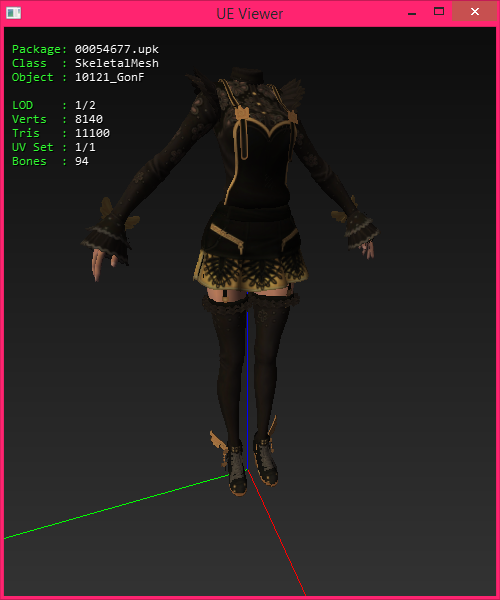 UE Viewer
Package: 00054677.upk
Class  : SkeletalMesh
Object : 10121_GonF
LOD    : 1/2
Verts  : 8140
Tris   : 11100
UV Set : 1/1
Bones  : 94